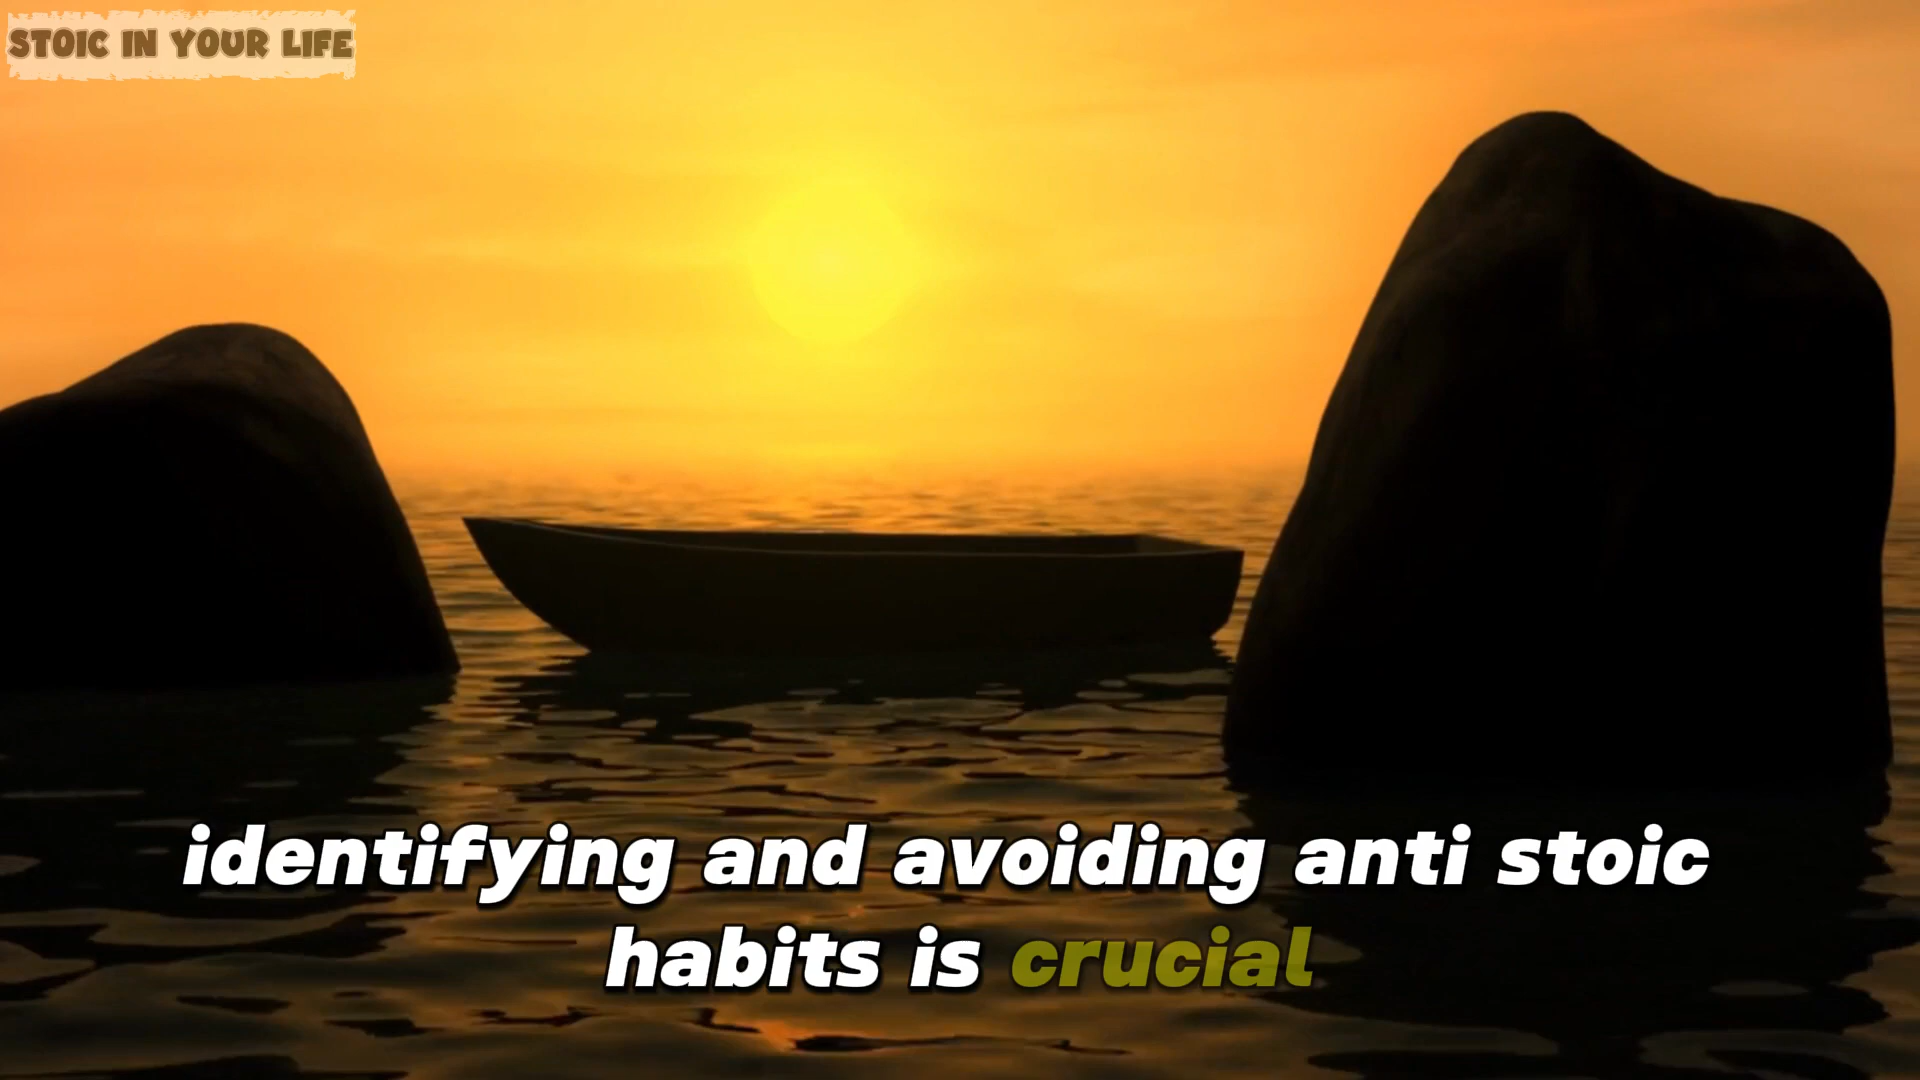 STOIC IN YOUR LIFE
identifying and avoiding anti stoic
habits is crucial